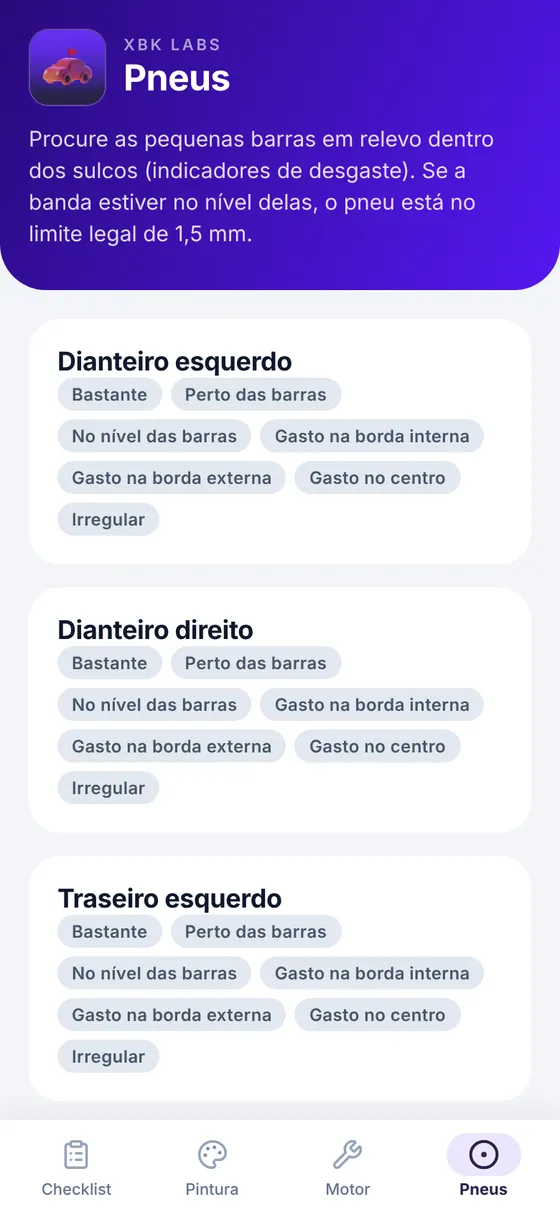 XBK LABS
Pneus
Procure as pequenas barras em relevo dentro
dos sulcos (indicadores de desgaste). Se a
banda estiver no nível delas, o pneu está no
limite legal de 1,5 mm.
Dianteiro esquerdo
Bastante Perto das barras
No nível das barras Gasto na borda interna
Gasto na borda externa Gasto no centro
Irregular
Dianteiro direito
Bastante Perto das barras
No nível das barras Gasto na borda interna
Gasto na borda externa Gasto no centro
Irregular
Traseiro esquerdo
Bastante Perto das barras
No nível das barras Gasto na borda interna
Gasto na borda externa Gasto no centro
Irregular
Checklist Pintura Motor Pneus